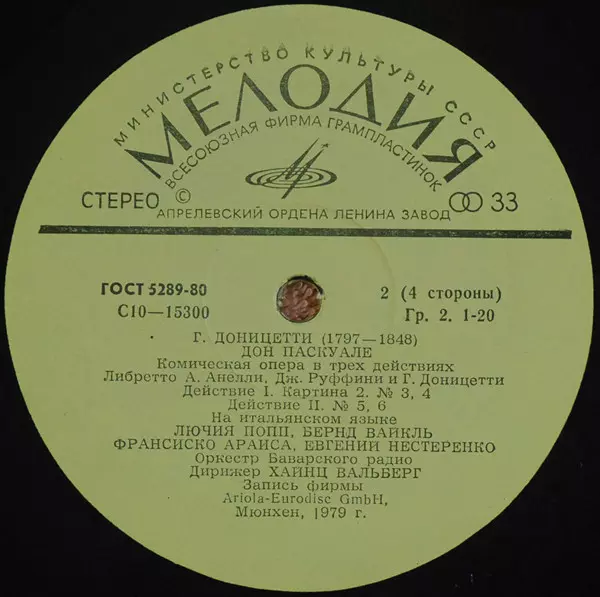 МИНИСТЕРСТВО КУЛЬТУРЫ СССР
МЕЛОДИЯ
ВСЕСОЮЗНАЯ ФИРМА ГРАМПЛАСТИНОК
СТЕРЕО © 33
АПРЕЛЕВСКИЙ ОРДЕНА ЛЕНИНА ЗАВОД
ГОСТ 5289-80 2 (4 стороны)
С10—15300 Гр. 2. 1-20
Г. ДОНИЦЕТТИ (1797—1848)
ДОН ПАСКУАЛЕ
Комическая опера в трех действиях
Либретто А. Анелли, Дж. Руффини и Г. Доницетти
Действие I. Картина 2. № 3, 4
Действие II. № 5, 6
На итальянском языке
ЛЮЧИЯ ПОПП, БЕРНД ВАЙКЛЬ
ФРАНСИСКО АРАИСА, ЕВГЕНИЙ НЕСТЕРЕНКО
Оркестр Баварского радио
Дирижер ХАЙНЦ ВАЛЬБЕРГ
Запись фирмы
Ariola-Eurodisc GmbH,
Мюнхен, 1979 г.